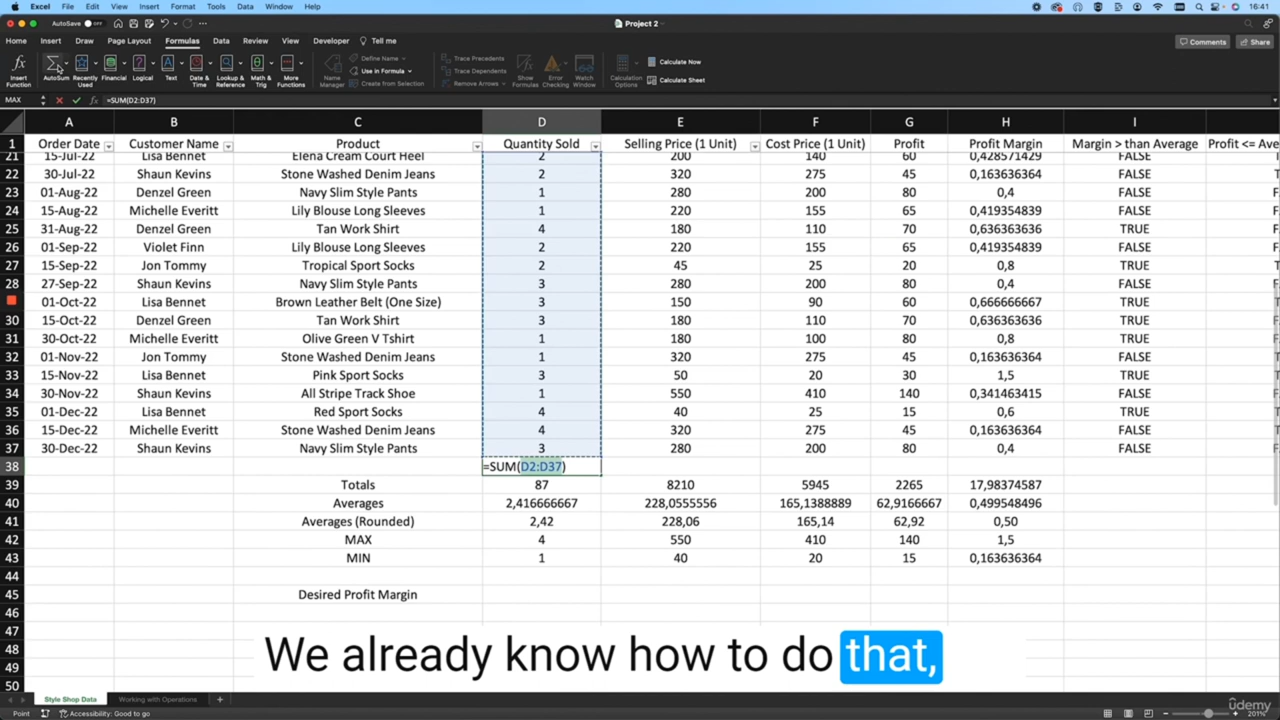 Excel File Edit View Insert Format Tools Data Window Help 16:41
AutoSave OFF Project 2
Home Insert Draw Page Layout Formulas Data Review View Developer Tell me Comments Share
Insert Function AutoSum Recently Used Financial Logical Text Date & Time Lookup & Reference Math & Trig More Functions Name Manager Define Name Use in Formula Create from Selection Trace Precedents Trace Dependents Remove Arrows Show Formulas Error Checking Watch Window Calculation Options Calculate Now Calculate Sheet
MAX fx =SUM(D2:D37)
A B C D E F G H I
1 Order Date Customer Name Product Quantity Sold Selling Price (1 Unit) Cost Price (1 Unit) Profit Profit Margin Margin > than Average Profit <= Ave
21 15-Jul-22 Lisa Bennet Elena Cream Court Heel 2 200 140 60 0,428571429 FALSE
22 30-Jul-22 Shaun Kevins Stone Washed Denim Jeans 2 320 275 45 0,163636364 FALSE T
23 01-Aug-22 Denzel Green Navy Slim Style Pants 1 280 200 80 0,4 FALSE F
24 15-Aug-22 Michelle Everitt Lily Blouse Long Sleeves 1 220 155 65 0,419354839 FALSE F
25 31-Aug-22 Denzel Green Tan Work Shirt 4 180 110 70 0,636363636 TRUE F
26 01-Sep-22 Violet Finn Lily Blouse Long Sleeves 2 220 155 65 0,419354839 FALSE F
27 15-Sep-22 Jon Tommy Tropical Sport Socks 2 45 25 20 0,8 TRUE T
28 27-Sep-22 Shaun Kevins Navy Slim Style Pants 3 280 200 80 0,4 FALSE F
01-Oct-22 Lisa Bennet Brown Leather Belt (One Size) 3 150 90 60 0,666666667 TRUE T
30 15-Oct-22 Denzel Green Tan Work Shirt 3 180 110 70 0,636363636 TRUE F
31 30-Oct-22 Michelle Everitt Olive Green V Tshirt 1 180 100 80 0,8 TRUE F
32 01-Nov-22 Jon Tommy Stone Washed Denim Jeans 1 320 275 45 0,163636364 FALSE T
33 15-Nov-22 Lisa Bennet Pink Sport Socks 3 50 20 30 1,5 TRUE T
34 30-Nov-22 Shaun Kevins All Stripe Track Shoe 1 550 410 140 0,341463415 FALSE F
35 01-Dec-22 Lisa Bennet Red Sport Socks 4 40 25 15 0,6 TRUE T
36 15-Dec-22 Michelle Everitt Stone Washed Denim Jeans 4 320 275 45 0,163636364 FALSE T
37 30-Dec-22 Shaun Kevins Navy Slim Style Pants 3 280 200 80 0,4 FALSE F
38 =SUM(D2:D37)
39 Totals 87 8210 5945 2265 17,98374587
40 Averages 2,416666667 228,0555556 165,1388889 62,9166667 0,499548496
41 Averages (Rounded) 2,42 228,06 165,14 62,92 0,50
42 MAX 4 550 410 140 1,5
43 MIN 1 40 20 15 0,163636364
44
45 Desired Profit Margin
46
47
48
49
50
We already know how to do that,
Style Shop Data Working with Operations +
Point Accessibility: Good to go 201%
udemy